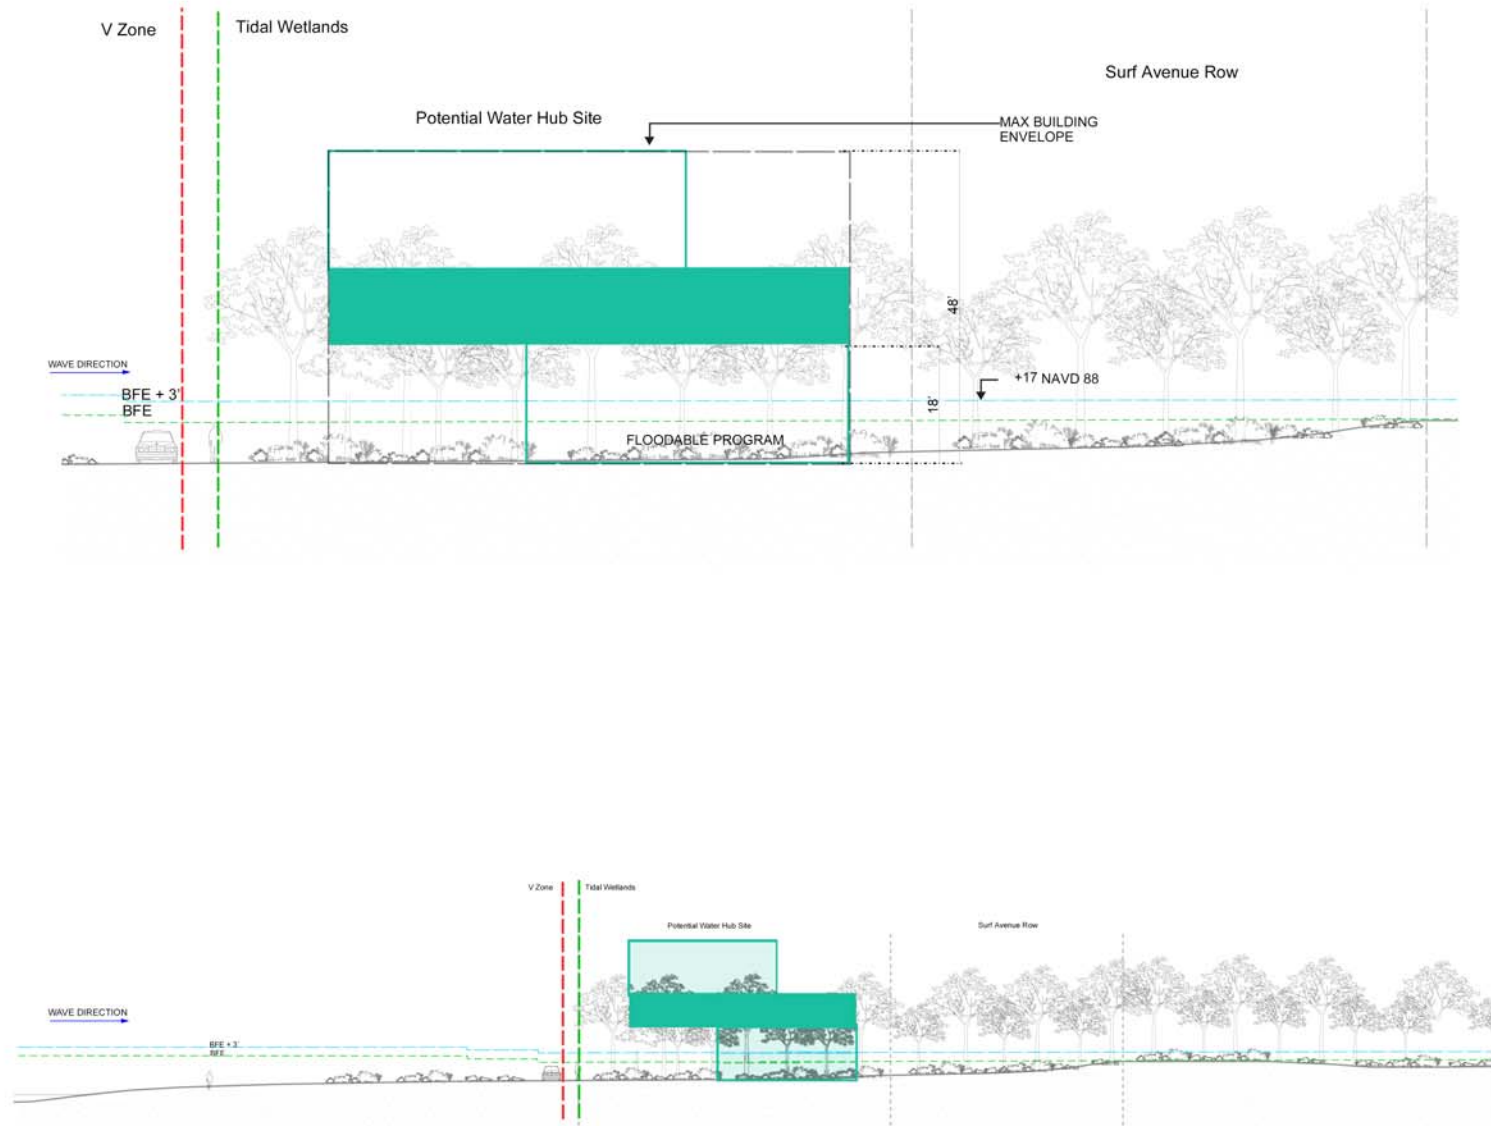 V Zone
Tidal Wetlands
Surf Avenue Row
Potential Water Hub Site
MAX BUILDING
ENVELOPE
48'
WAVE DIRECTION
+17 NAVD 88
BFE + 3'
BFE
18'
FLOODABLE PROGRAM
V Zone
Tidal Wetlands
Potential Water Hub Site
Surf Avenue Row
WAVE DIRECTION
BFE + 3'
BFE